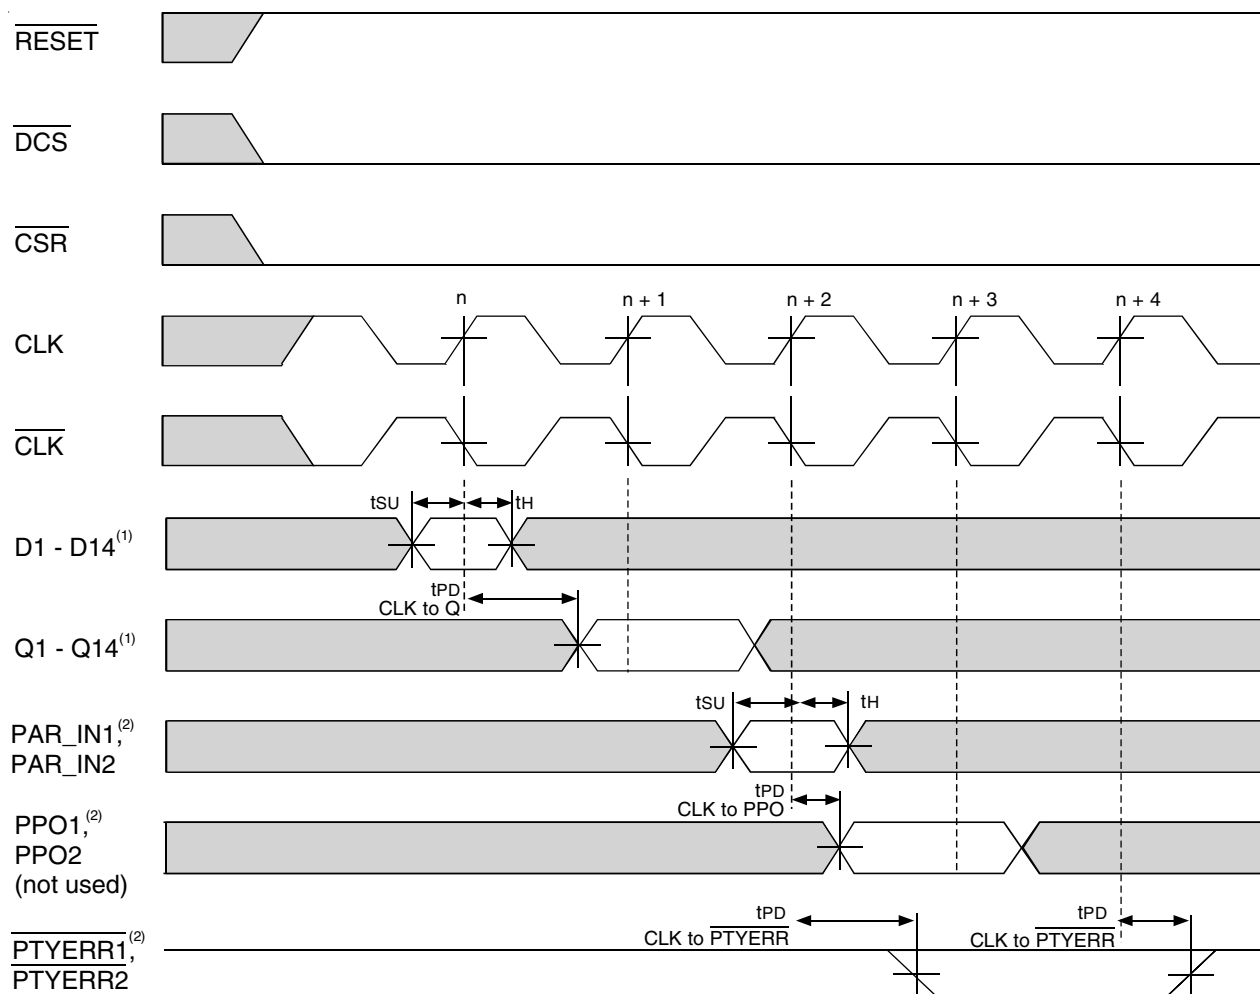 RESET
DCS
CSR
n
n + 1
n + 2
n + 3
n + 4
CLK
CLK
tSU
tH
D1 - D14(1)
tPD
CLK to Q
Q1 - Q14(1)
tSU
tH
PAR_IN1,(2)
PAR_IN2
tPD
CLK to PPO
PPO1,(2)
PPO2
(not used)
tPD
CLK to PTYERR
tPD
CLK to PTYERR
PTYERR1,(2)
PTYERR2